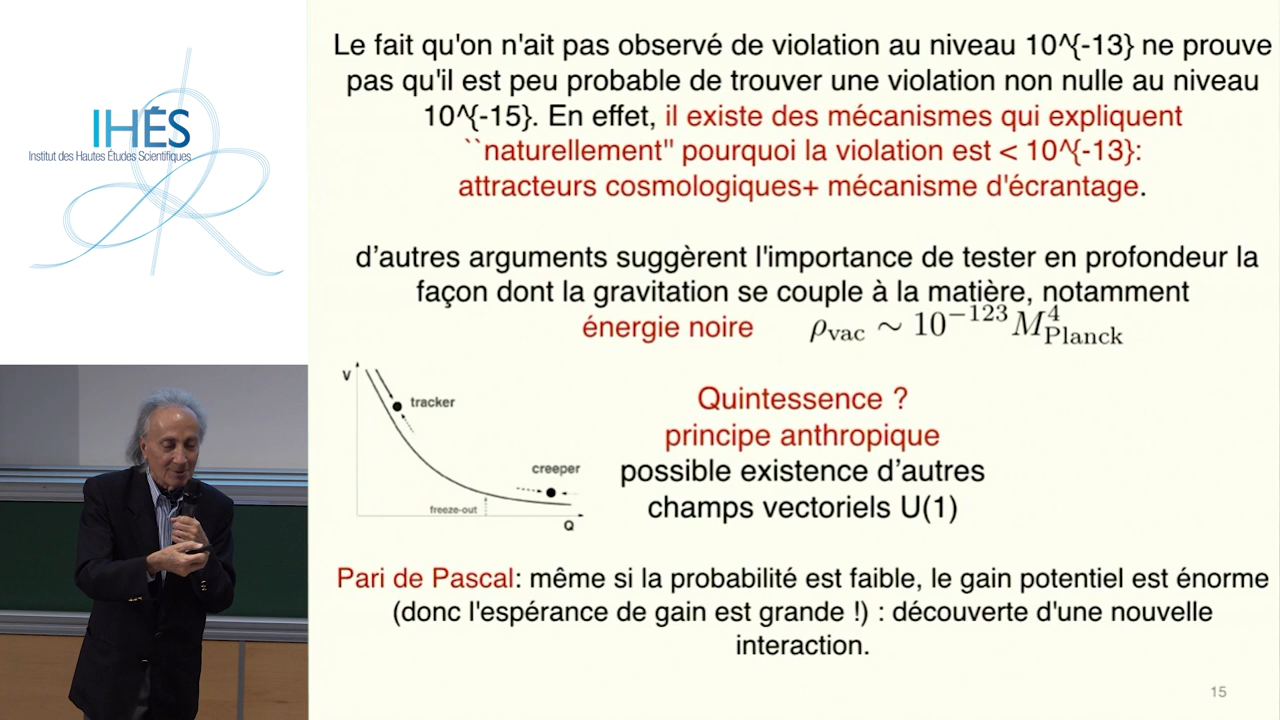 IHÉS
Institut des Hautes Études Scientifiques
Le fait qu'on n'ait pas observé de violation au niveau 10^{-13} ne prouve
pas qu'il est peu probable de trouver une violation non nulle au niveau
10^{-15}. En effet, il existe des mécanismes qui expliquent
``naturellement'' pourquoi la violation est < 10^{-13}:
attracteurs cosmologiques+ mécanisme d'écrantage.
d'autres arguments suggèrent l'importance de tester en profondeur la
façon dont la gravitation se couple à la matière, notamment
énergie noire ρ_vac ∼ 10^{−123} M^4_Planck
V
tracker
creeper
freeze-out
Q
Quintessence ?
principe anthropique
possible existence d'autres
champs vectoriels U(1)
Pari de Pascal: même si la probabilité est faible, le gain potentiel est énorme
(donc l'espérance de gain est grande !) : découverte d'une nouvelle
interaction.
15